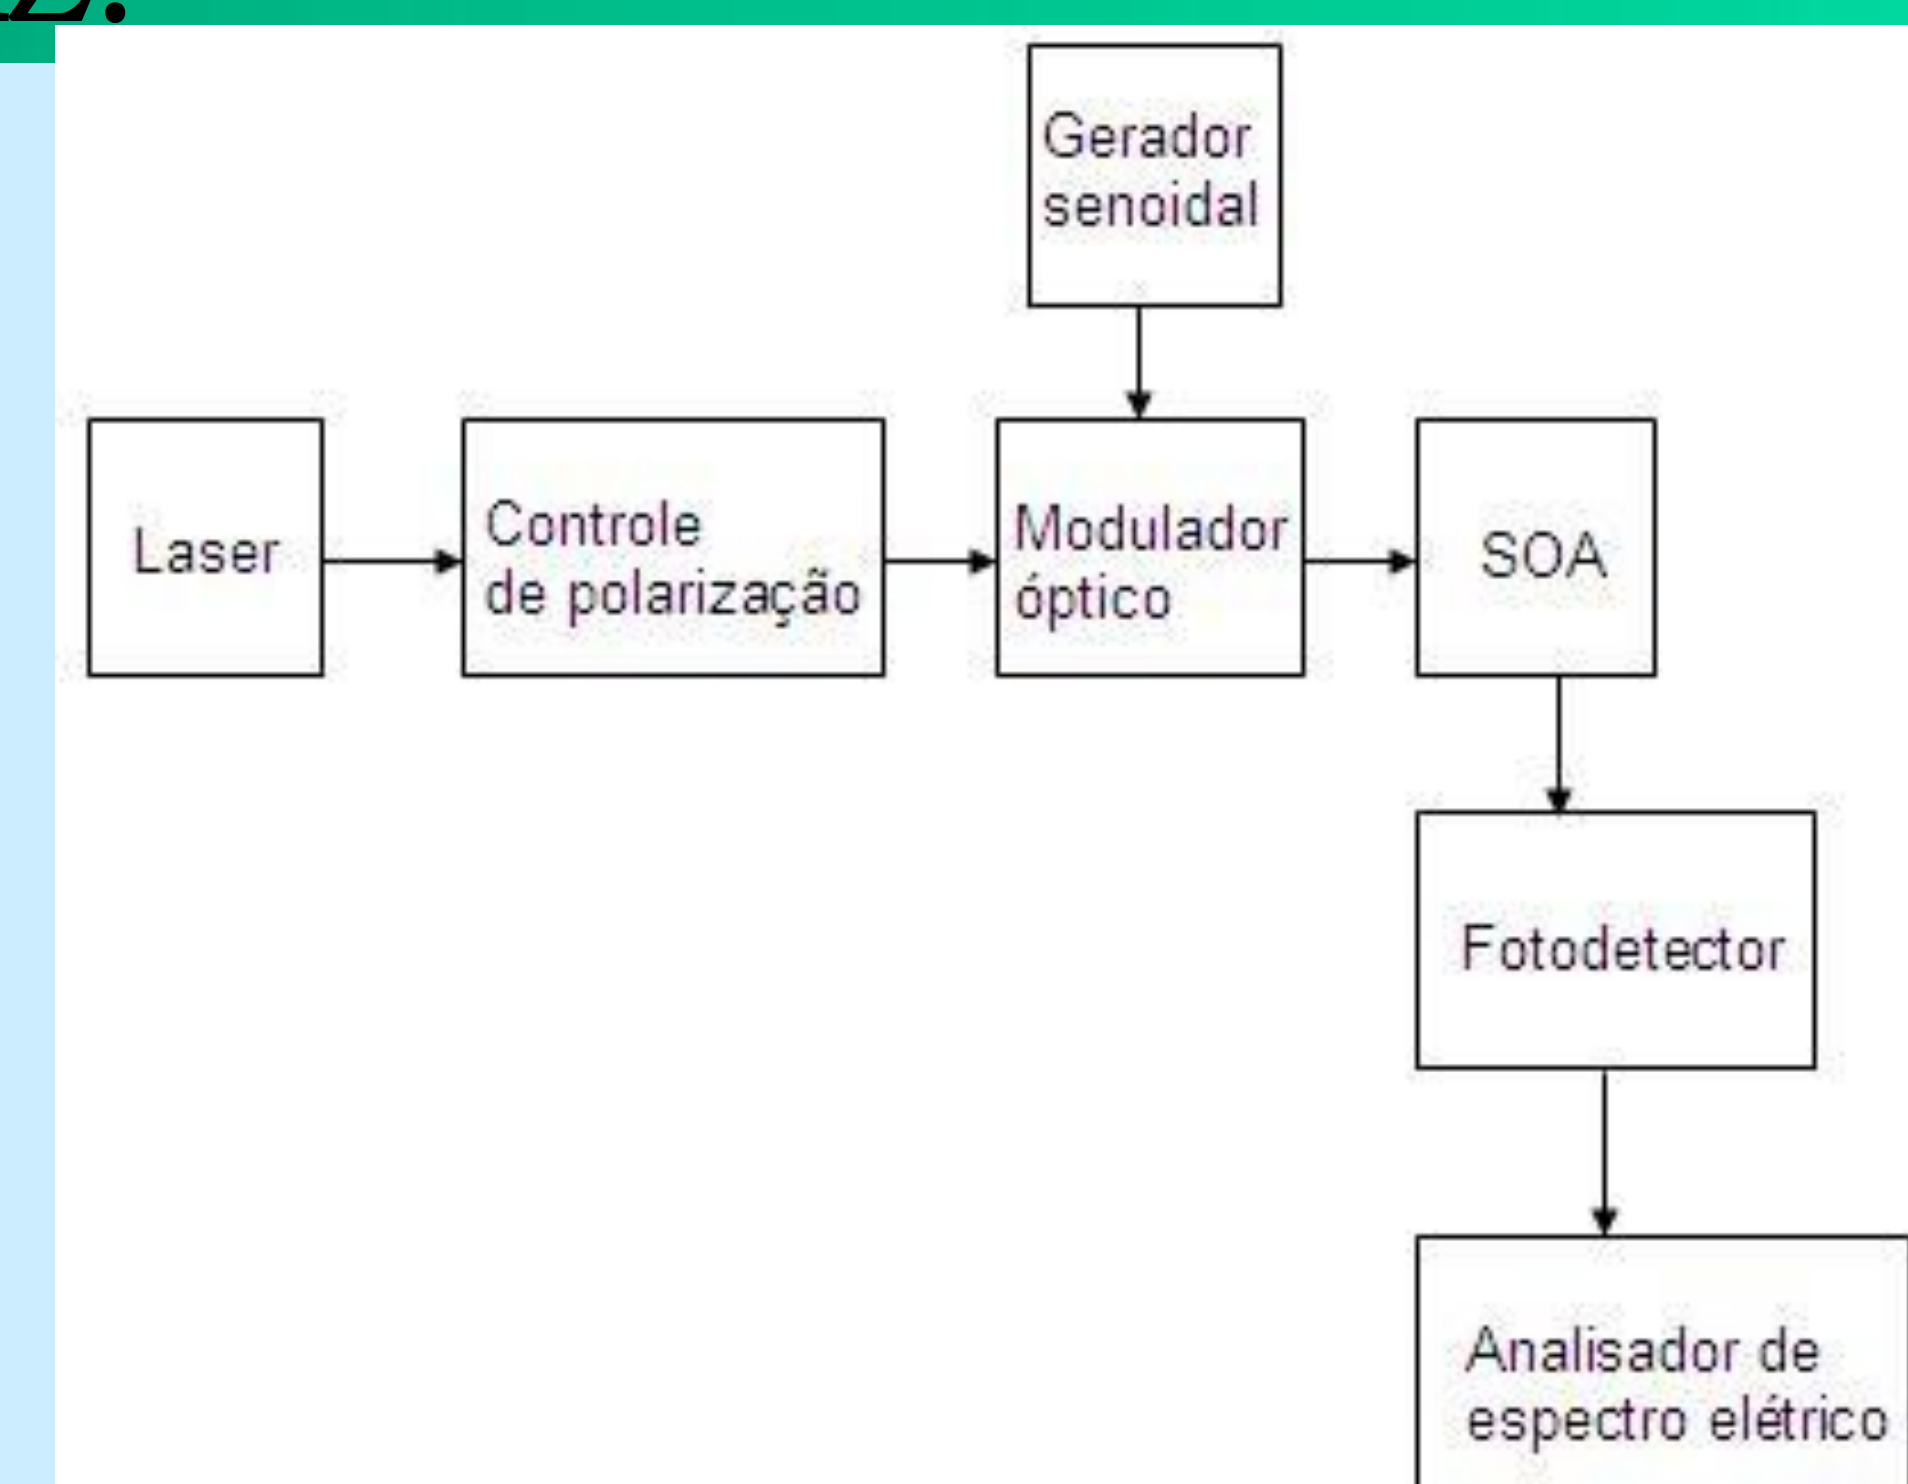 Gerador
senoidal
Laser
Controle
de polarização
Modulador
óptico
SOA
Fotodetector
Analisador de
espectro elétrico